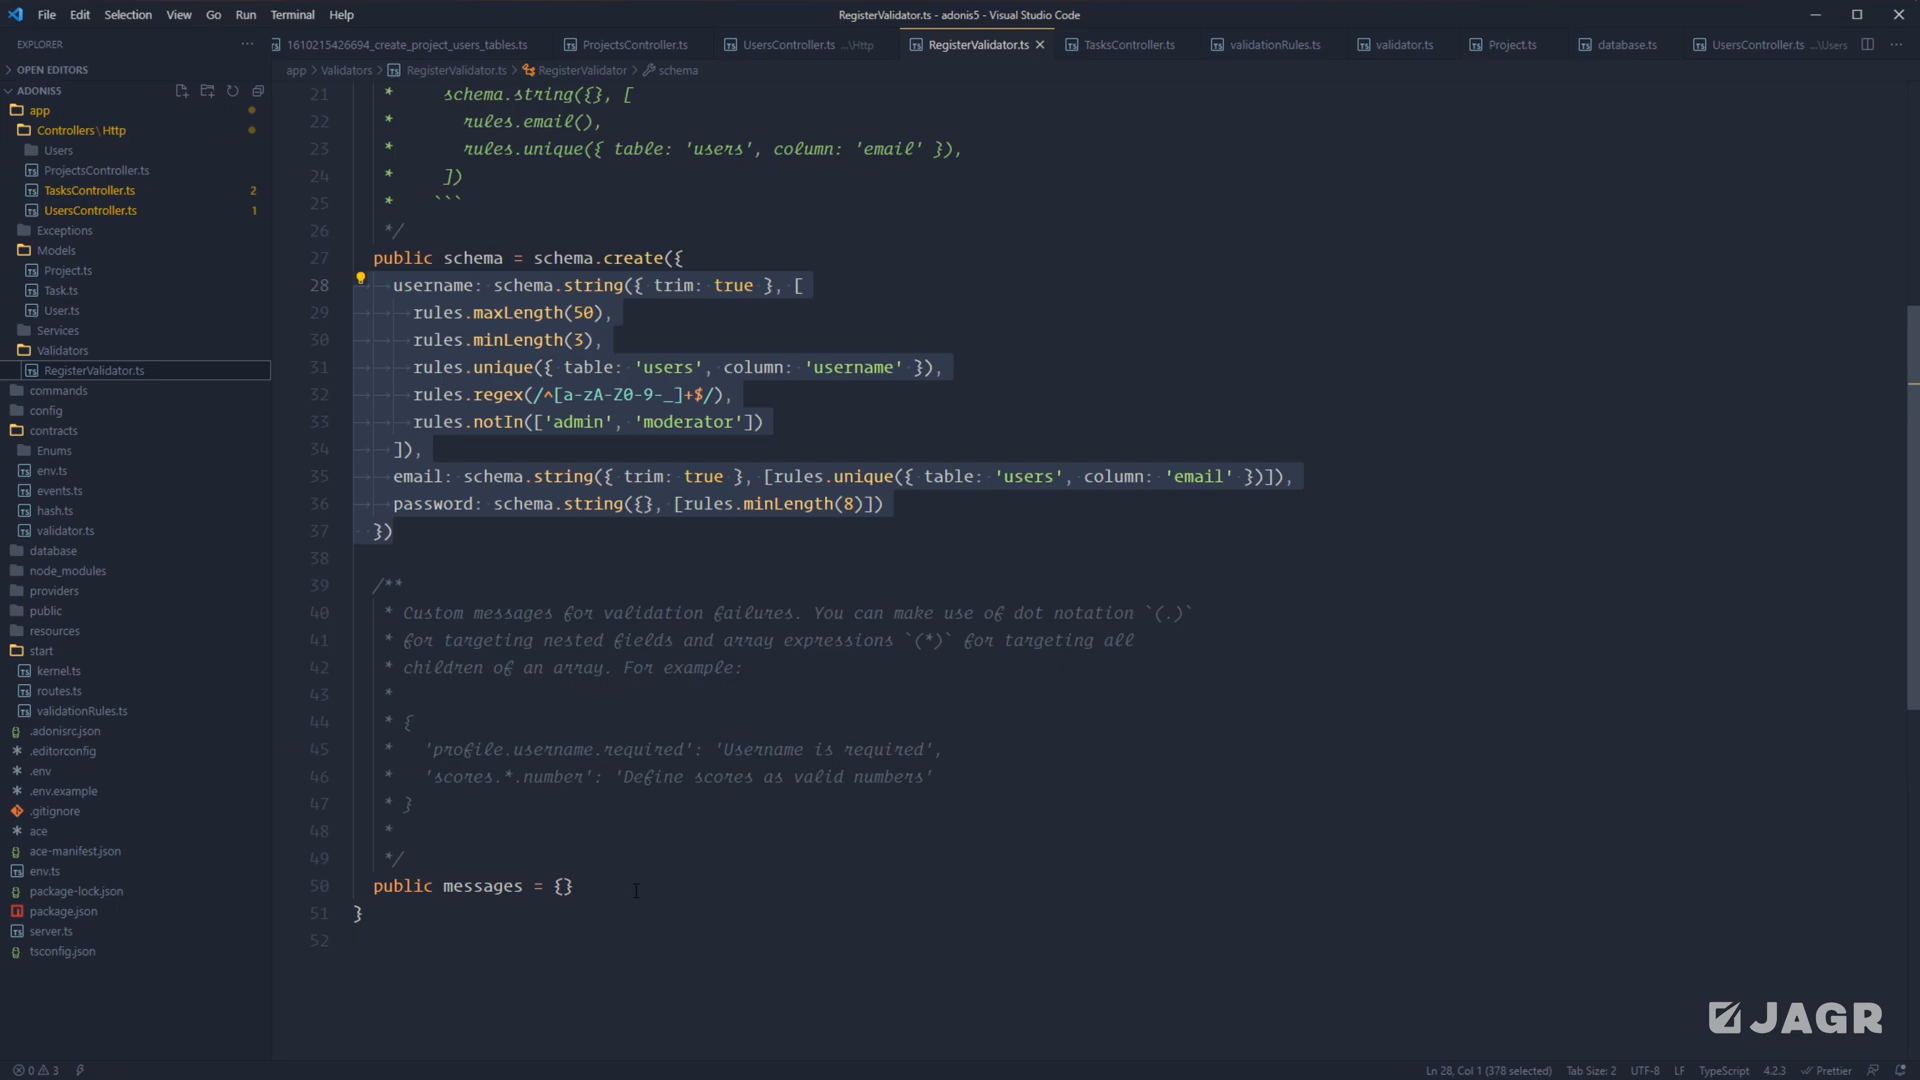 File Edit Selection View Go Run Terminal Help
RegisterValidator.ts - adonis5 - Visual Studio Code
EXPLORER
OPEN EDITORS
ADONIS5
app
Controllers \ Http
Users
ProjectsController.ts
TasksController.ts 2
UsersController.ts 1
Exceptions
Models
Project.ts
Task.ts
User.ts
Services
Validators
RegisterValidator.ts
commands
config
contracts
Enums
env.ts
events.ts
hash.ts
validator.ts
database
node_modules
providers
public
resources
start
kernel.ts
routes.ts
validationRules.ts
.adonisrc.json
.editorconfig
.env
.env.example
.gitignore
ace
ace-manifest.json
env.ts
package-lock.json
package.json
server.ts
tsconfig.json
1610215426694_create_project_users_tables.ts ProjectsController.ts UsersController.ts ...\Http RegisterValidator.ts TasksController.ts validationRules.ts validator.ts Project.ts database.ts UsersController.ts ...\Users
app > Validators > RegisterValidator.ts > RegisterValidator > schema
21 * schema.string({}, [
22 * rules.email(),
23 * rules.unique({ table: 'users', column: 'email' }),
24 * ])
25 * ```
26 */
27 public schema = schema.create({
28 username: schema.string({ trim: true }, [
29 rules.maxLength(50),
30 rules.minLength(3),
31 rules.unique({ table: 'users', column: 'username' }),
32 rules.regex(/^[a-zA-Z0-9-_]+$/),
33 rules.notIn(['admin', 'moderator'])
34 ]),
35 email: schema.string({ trim: true }, [rules.unique({ table: 'users', column: 'email' })]),
36 password: schema.string({}, [rules.minLength(8)])
37 })
38
39 /**
40 * Custom messages for validation failures. You can make use of dot notation `(.)`
41 * for targeting nested fields and array expressions `(*)` for targeting all
42 * children of an array. For example:
43 *
44 * {
45 * 'profile.username.required': 'Username is required',
46 * 'scores.*.number': 'Define scores as valid numbers'
47 * }
48 *
49 */
50 public messages = {}
51 }
52
JAGR
0 3
Ln 28, Col 1 (378 selected) Tab Size: 2 UTF-8 LF TypeScript 4.2.3 Prettier